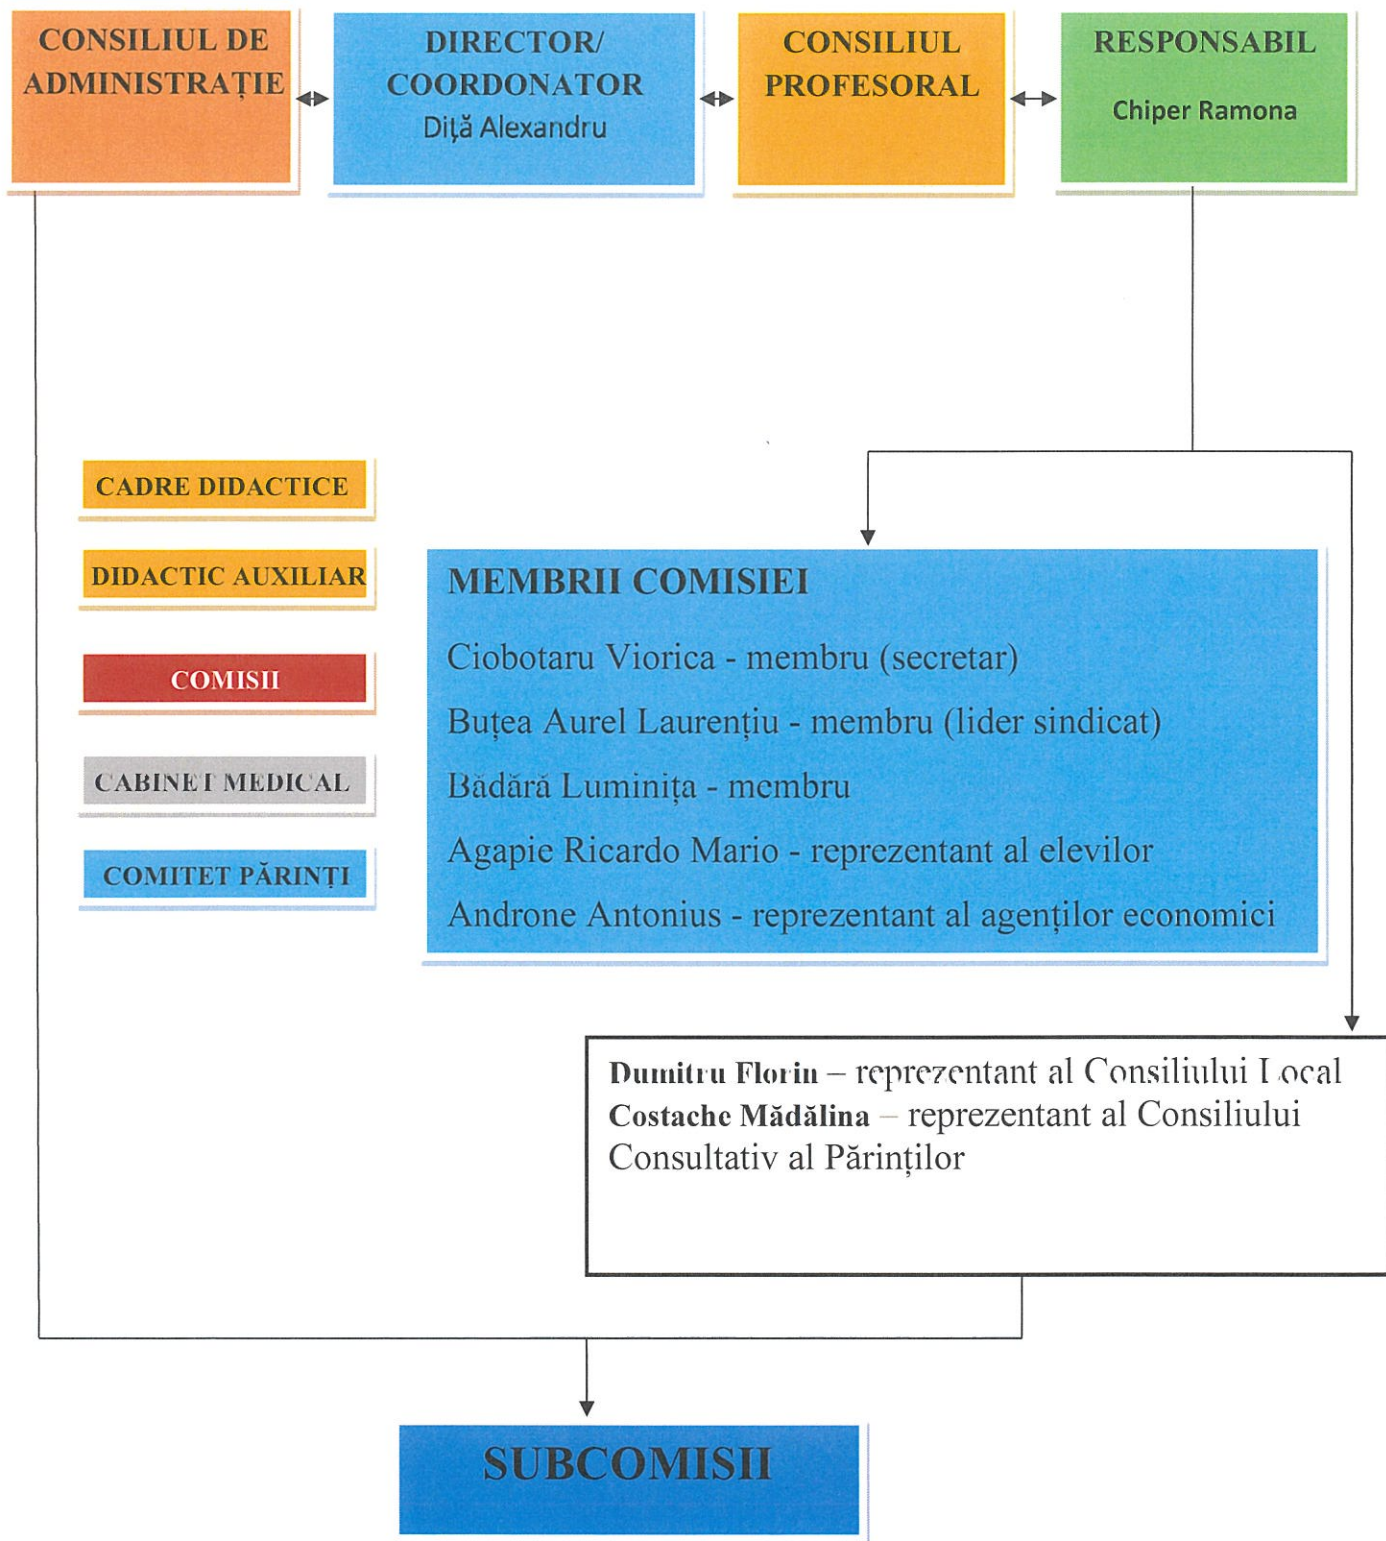 CONSILIUL DE
ADMINISTRAȚIE
DIRECTOR/
COORDONATOR
Diță Alexandru
CONSILIUL
PROFESORAL
RESPONSABIL
Chiper Ramona
CADRE DIDACTICE
DIDACTIC AUXILIAR
COMISII
CABINET MEDICAL
COMITET PĂRINȚI
MEMBRII COMISIEI
Ciobotaru Viorica - membru (secretar)
Buțea Aurel Laurențiu - membru (lider sindicat)
Bădără Luminița - membru
Agapie Ricardo Mario - reprezentant al elevilor
Androne Antonius - reprezentant al agenților economici
Dumitru Florin – reprezentant al Consiliului Local
Costache Mădălina – reprezentant al Consiliului
Consultativ al Părinților
SUBCOMISII